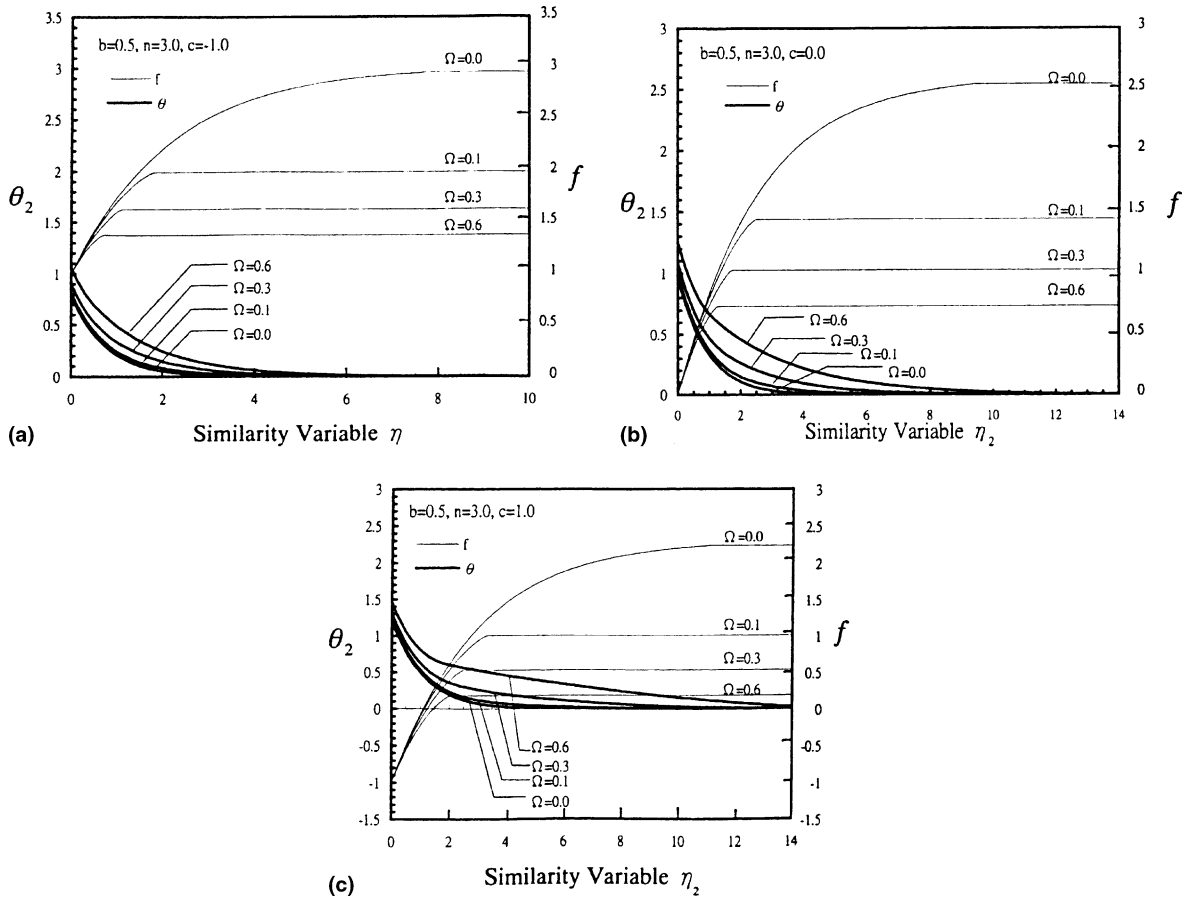 3.5
3
2.5
2
1.5
1
0.5
0
3.5
3
2.5
2
1.5
1
0.5
0
b=0.5, n=3.0, c=-1.0
f
θ
Ω=0.0
Ω=0.1
Ω=0.3
Ω=0.6
Ω=0.6
Ω=0.3
Ω=0.1
Ω=0.0
θ2
f
0 2 4 6 8 10
(a) Similarity Variable η
3
2.5
2
1.5
1
0.5
0
3
2.5
2
1.5
1
0.5
0
b=0.5, n=3.0, c=0.0
f
θ
Ω=0.0
Ω=0.1
Ω=0.3
Ω=0.6
Ω=0.6
Ω=0.3
Ω=0.1
Ω=0.0
θ2
f
0 2 4 6 8 10 12 14
(b) Similarity Variable η2
3
2.5
2
1.5
1
0.5
0
-0.5
-1
-1.5
3
2.5
2
1.5
1
0.5
0
-0.5
-1
-1.5
b=0.5, n=3.0, c=1.0
f
θ
Ω=0.0
Ω=0.1
Ω=0.3
Ω=0.6
Ω=0.6
Ω=0.3
Ω=0.1
Ω=0.0
θ2
f
0 2 4 6 8 10 12 14
(c) Similarity Variable η2